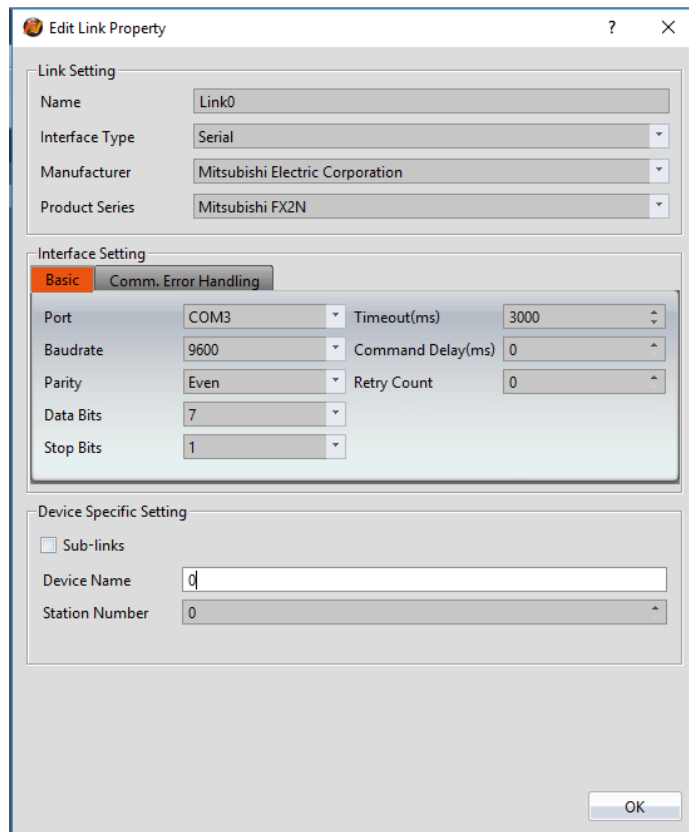 Edit Link Property
?
Link Setting
Name Link0
Interface Type Serial
Manufacturer Mitsubishi Electric Corporation
Product Series Mitsubishi FX2N
Interface Setting
Basic Comm. Error Handling
Port COM3 Timeout(ms) 3000
Baudrate 9600 Command Delay(ms) 0
Parity Even Retry Count 0
Data Bits 7
Stop Bits 1
Device Specific Setting
Sub-links
Device Name 0
Station Number 0
OK